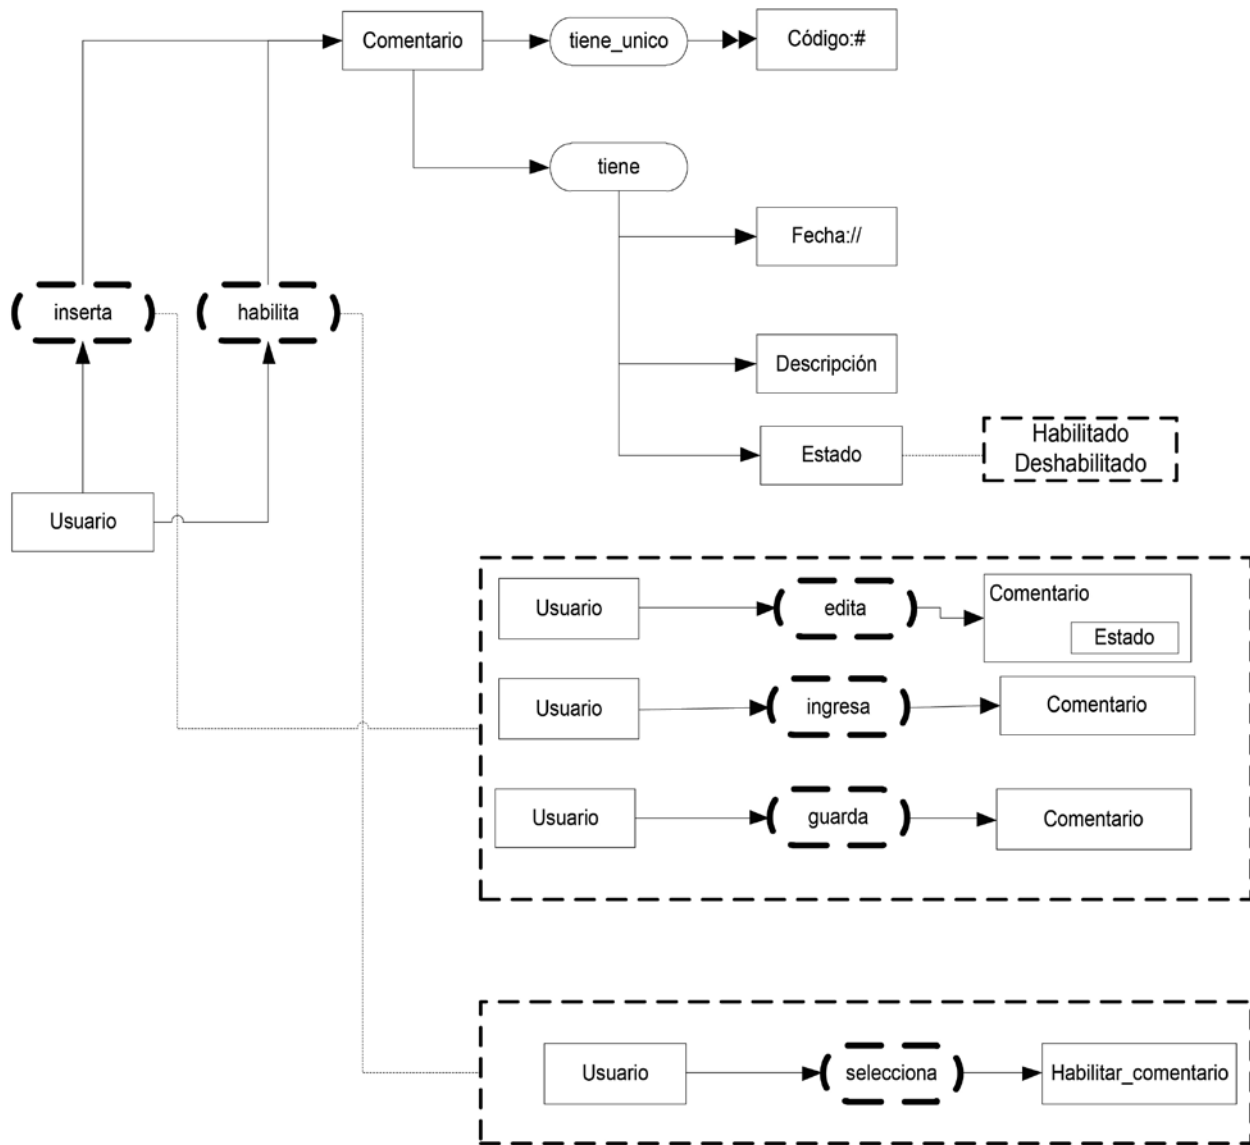 Comentario
tiene_unico
Código:#
tiene
Fecha://
inserta
habilita
Descripción
Estado
Habilitado
Deshabilitado
Usuario
Usuario
edita
Comentario
Estado
Usuario
ingresa
Comentario
Usuario
guarda
Comentario
Usuario
selecciona
Habilitar_comentario